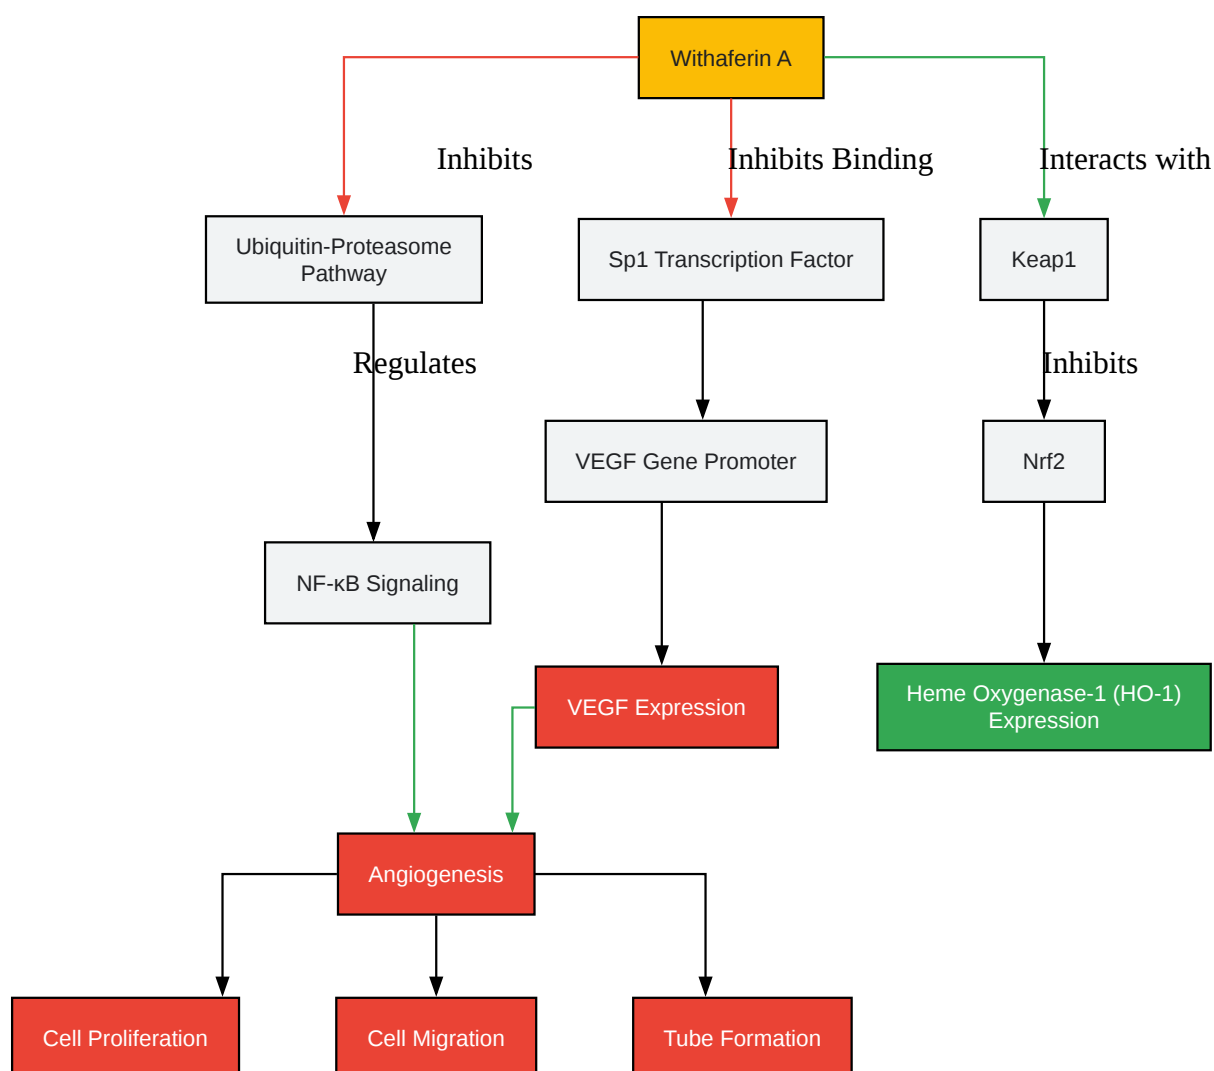 Withaferin A
Inhibits
Inhibits Binding
Interacts with
Ubiquitin-Proteasome
Pathway
Sp1 Transcription Factor
Keap1
Regulates
Inhibits
VEGF Gene Promoter
Nrf2
NF-κB Signaling
VEGF Expression
Heme Oxygenase-1 (HO-1)
Expression
Angiogenesis
Cell Proliferation
Cell Migration
Tube Formation